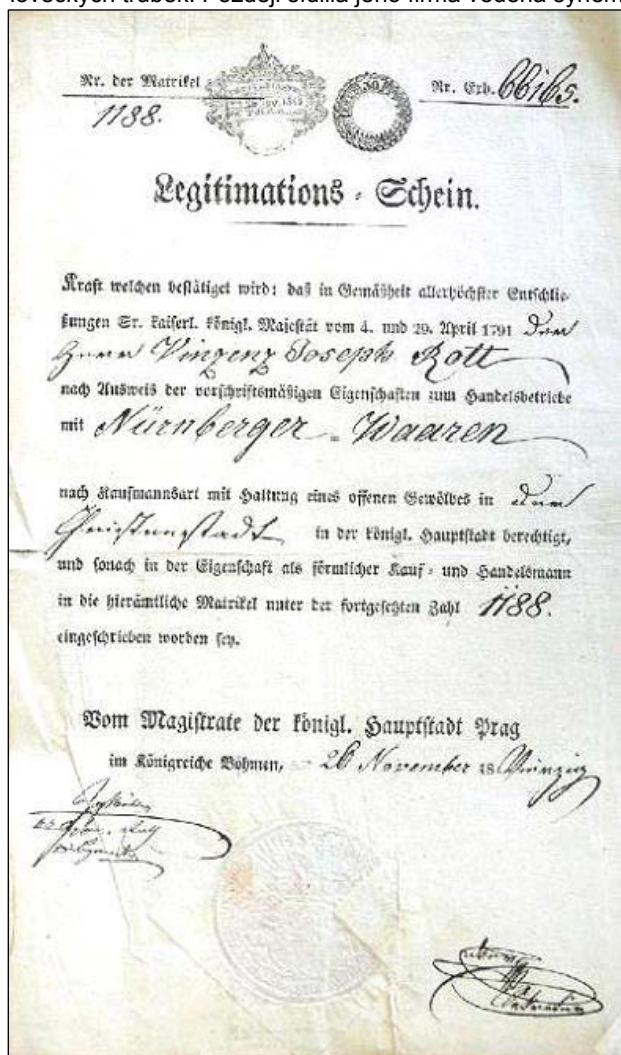 Nr. der Matrikel
1188.
Nr. Exh. 66165.
30
Legitimations-Schein.
Kraft welchen bestätiget wird: daß in Gemäßheit allerhöchster Entschlie-
ßungen Sr. kaiserl. königl. Majestät vom 4. und 29. April 1791 der
Herr Vinzenz Joseph Rott
nach Ausweis der vorschriftsmäßigen Eigenschaften zum Handelsbetriebe
mit Nürnberger-Waaren
nach Kaufmannsart mit Haltung eines offenen Gewölbes in der
in der königl. Hauptstadt berechtigt,
und sonach in der Eigenschaft als förmlicher Kauf- und Handelsmann
in die hierämtliche Matrikel unter der fortgesetzten Zahl 1188.
eingeschrieben worden sey.
Vom Magistrate der königl. Hauptstadt Prag
im Königreiche Böhmen, 26 November 18